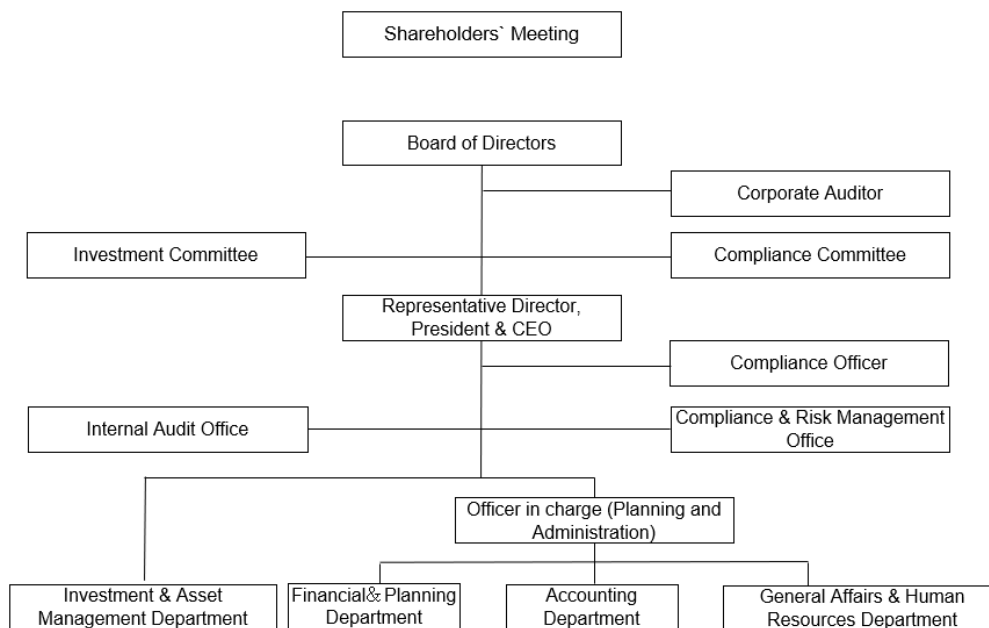 Shareholders` Meeting
Board of Directors
Corporate Auditor
Investment Committee
Compliance Committee
Representative Director,
President & CEO
Compliance Officer
Internal Audit Office
Compliance & Risk Management
Office
Officer in charge (Planning and
Administration)
Investment & Asset
Management Department
Financial& Planning
Department
Accounting
Department
General Affairs & Human
Resources Department